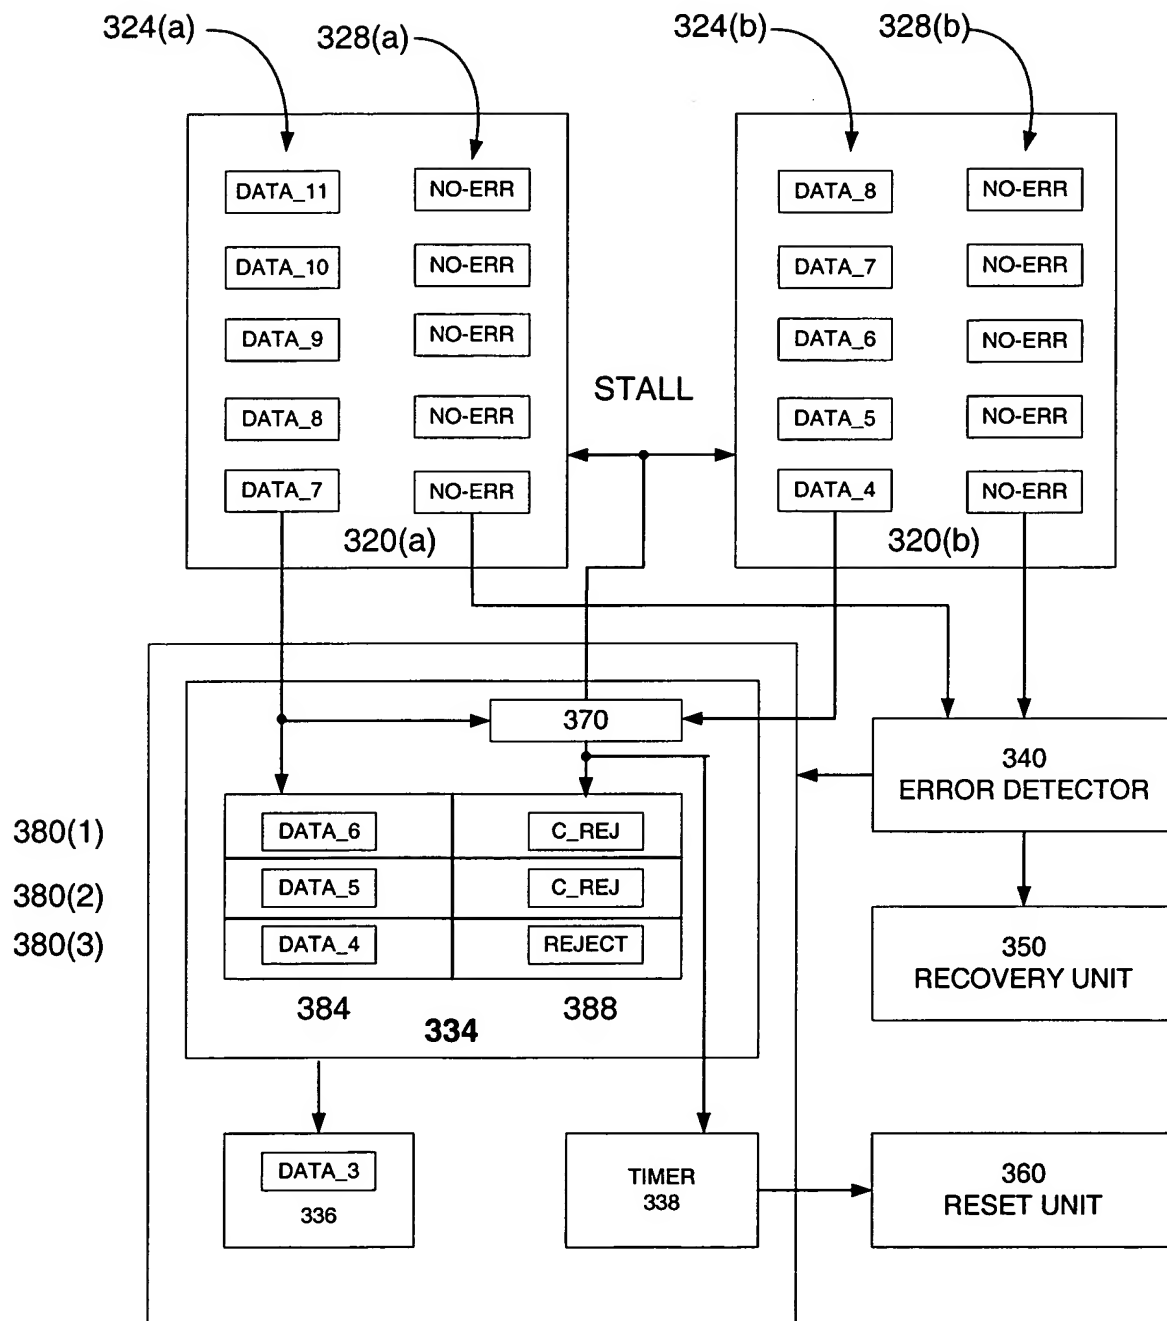 324(a)
328(a)
324(b)
328(b)
DATA_11
NO-ERR
DATA_8
NO-ERR
DATA_10
NO-ERR
DATA_7
NO-ERR
DATA_9
NO-ERR
DATA_6
NO-ERR
STALL
DATA_8
NO-ERR
DATA_5
NO-ERR
DATA_7
NO-ERR
DATA_4
NO-ERR
320(a)
320(b)
370
340
ERROR DETECTOR
380(1)
DATA_6
C_REJ
380(2)
DATA_5
C_REJ
380(3)
DATA_4
REJECT
350
RECOVERY UNIT
384
388
334
DATA_3
336
TIMER
338
360
RESET UNIT